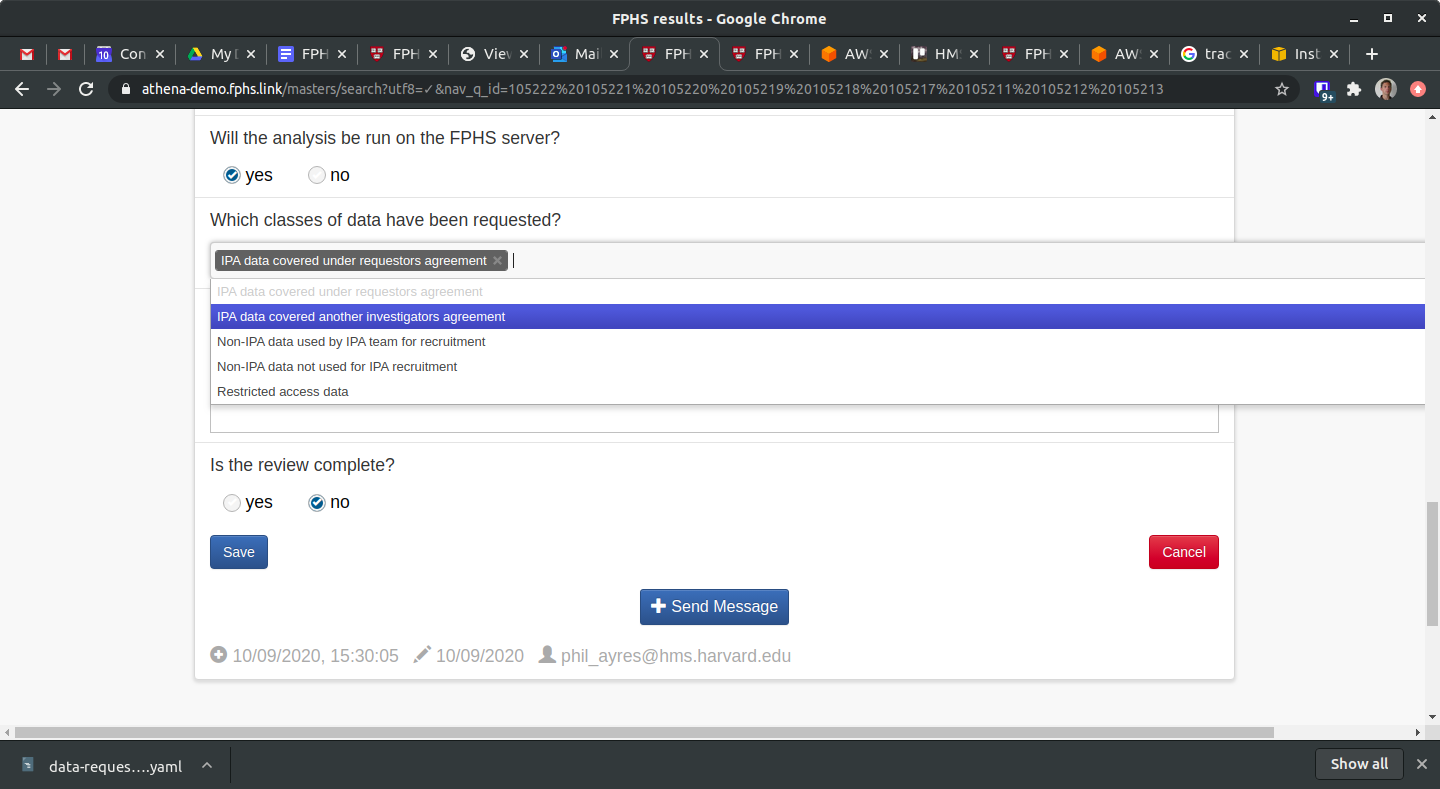 FPHS results - Google Chrome
Con
My D
FPH
FPH
Viev
Mai
FPH
FPH
AW
HM
FPH
AW
trac
Inst
athena-demo.fphs.link/masters/search?utf8=✓&nav_q_id=105222%20105221%20105220%20105219%20105218%20105217%20105211%20105212%20105213
9+
Will the analysis be run on the FPHS server?
yes no
Which classes of data have been requested?
IPA data covered under requestors agreement ×
IPA data covered under requestors agreement
IPA data covered another investigators agreement
Non-IPA data used by IPA team for recruitment
Non-IPA data not used for IPA recruitment
Restricted access data
Is the review complete?
yes no
Save Cancel
Send Message
10/09/2020, 15:30:05 10/09/2020 phil_ayres@hms.harvard.edu
data-reques....yaml Show all